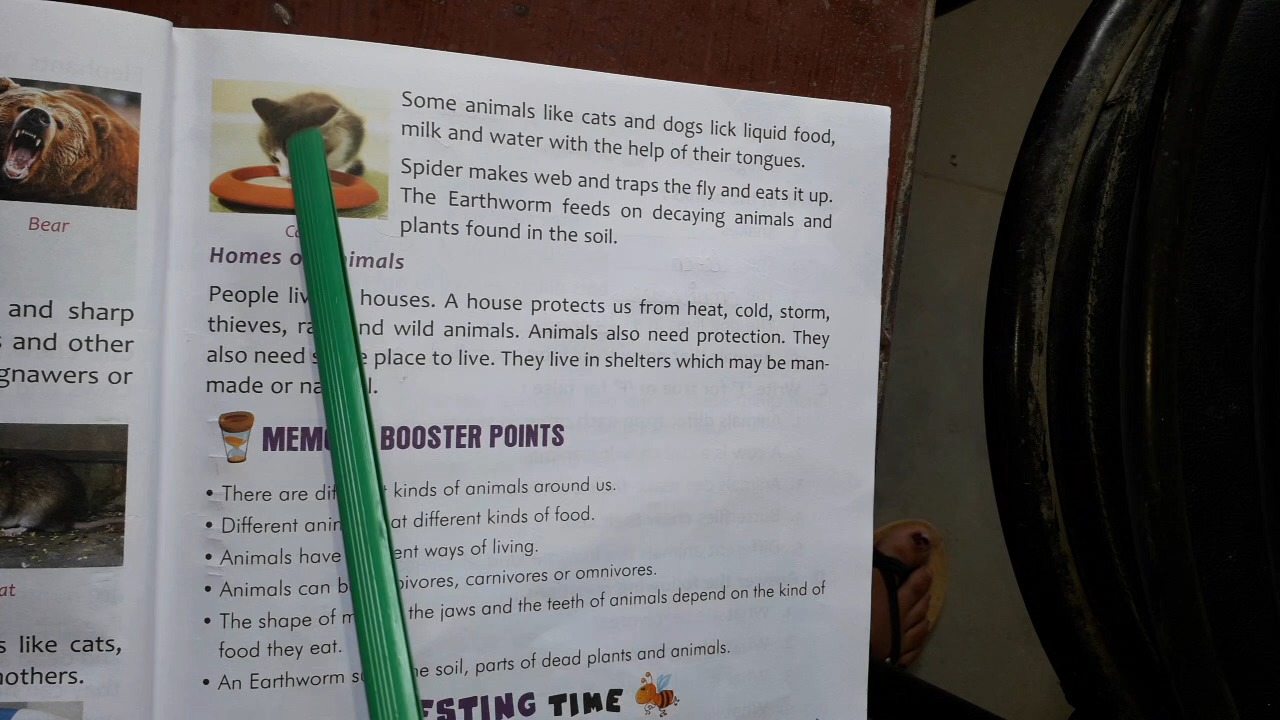 Bear
and sharp
and other
gnawers or
at
s like cats,
others.
Some animals like cats and dogs lick liquid food,
milk and water with the help of their tongues.
Spider makes web and traps the fly and eats it up.
The Earthworm feeds on decaying animals and
plants found in the soil.
Homes o nimals
People liv houses. A house protects us from heat, cold, storm,
thieves, ra nd wild animals. Animals also need protection. They
also need s e place to live. They live in shelters which may be man-
made or na l.
MEMO BOOSTER POINTS
• There are dif kinds of animals around us.
• Different anim at different kinds of food.
• Animals have ent ways of living.
• Animals can b bivores, carnivores or omnivores.
• The shape of m the jaws and the teeth of animals depend on the kind of
food they eat.
• An Earthworm s he soil, parts of dead plants and animals.
ESTING TIME